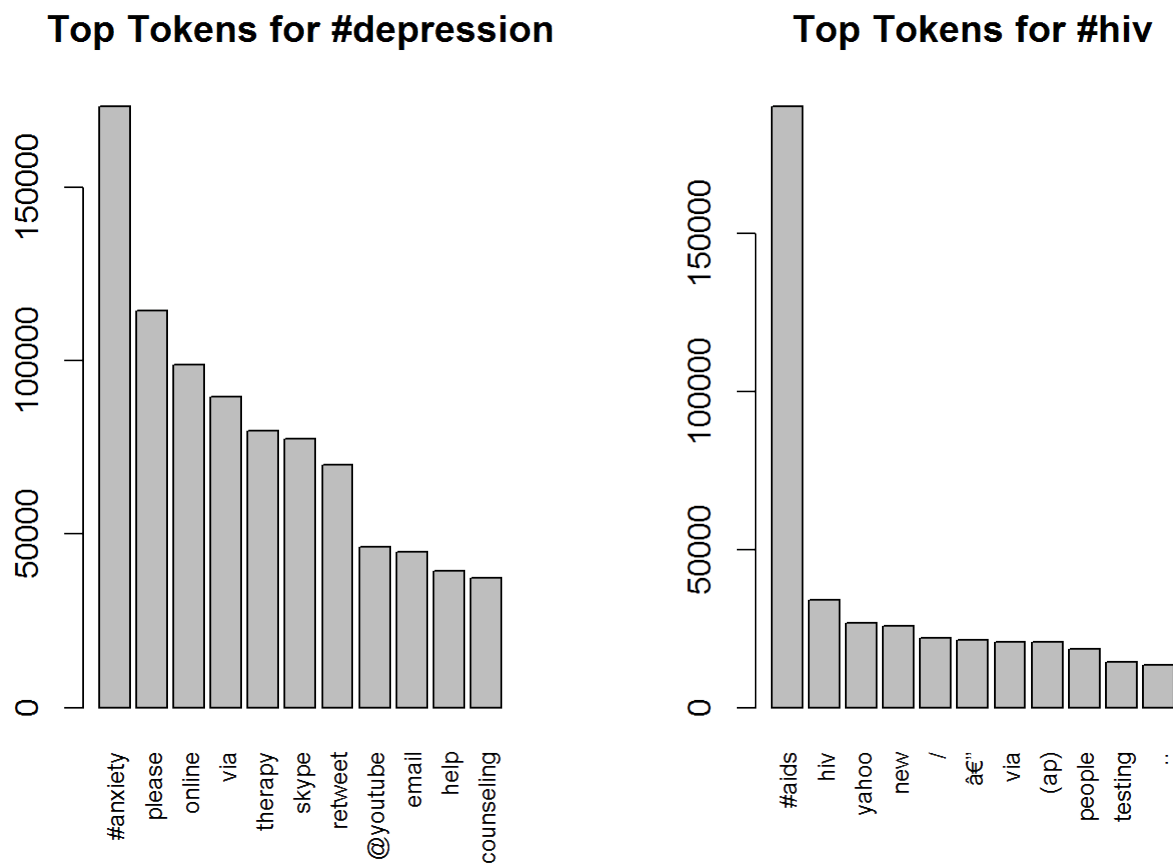 Top Tokens for #depression
150000
100000
50000
0
#anxiety
please
online
via
therapy
skype
retweet
@youtube
email
help
counseling
Top Tokens for #hiv
150000
100000
50000
0
#aids
hiv
yahoo
new
/
â€”
via
(ap)
people
testing